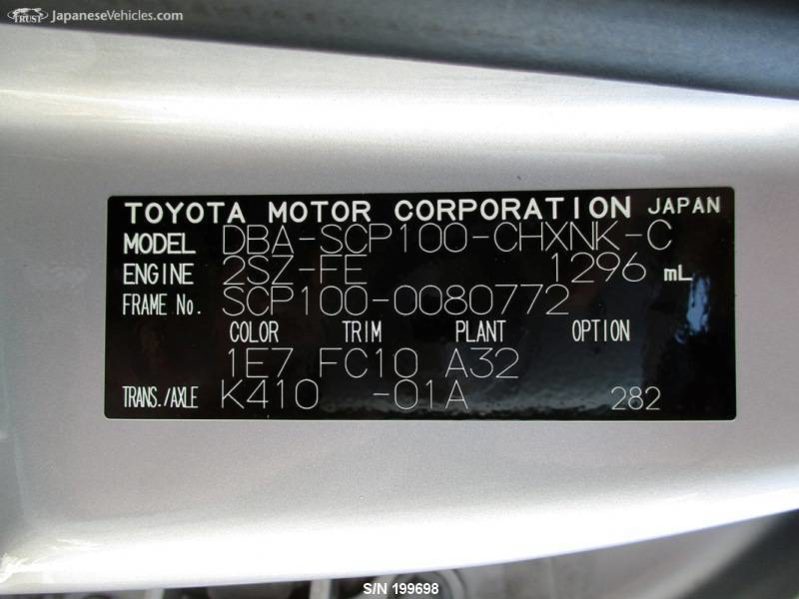 TRUST JapaneseVehicles.com
TOYOTA MOTOR CORPORATION JAPAN
MODEL DBA-SCP100-CHXNK-C
ENGINE 2SZ-FE 1296 mL
FRAME No. SCP100-0080772
COLOR TRIM PLANT OPTION
1E7 FC10 A32
TRANS./AXLE K410 -01A 282
S/N 199698